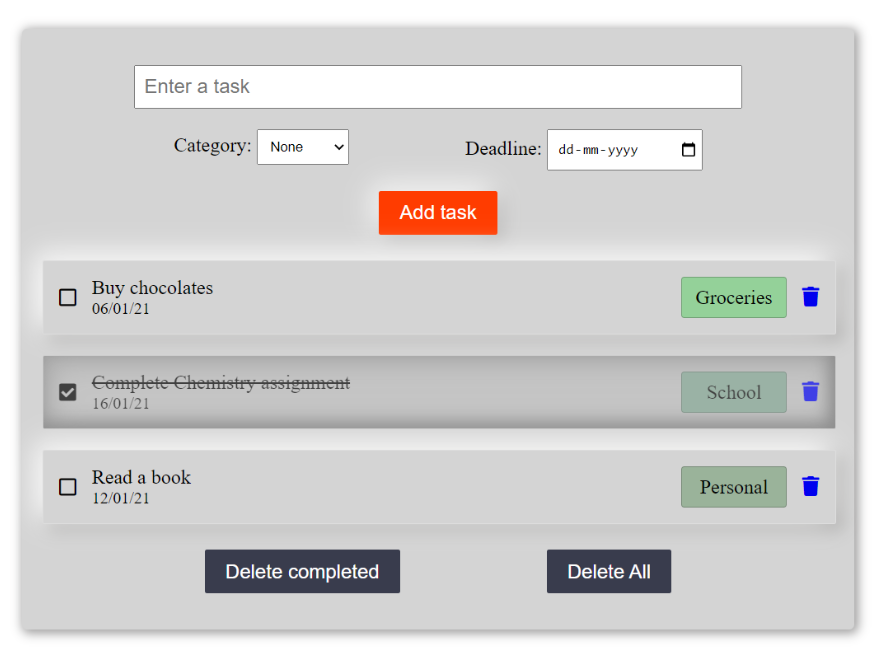 Enter a task
Category: None
Deadline: dd-mm-yyyy
Add task
Buy chocolates
06/01/21
Groceries
Complete Chemistry assignment
16/01/21
School
Read a book
12/01/21
Personal
Delete completed
Delete All